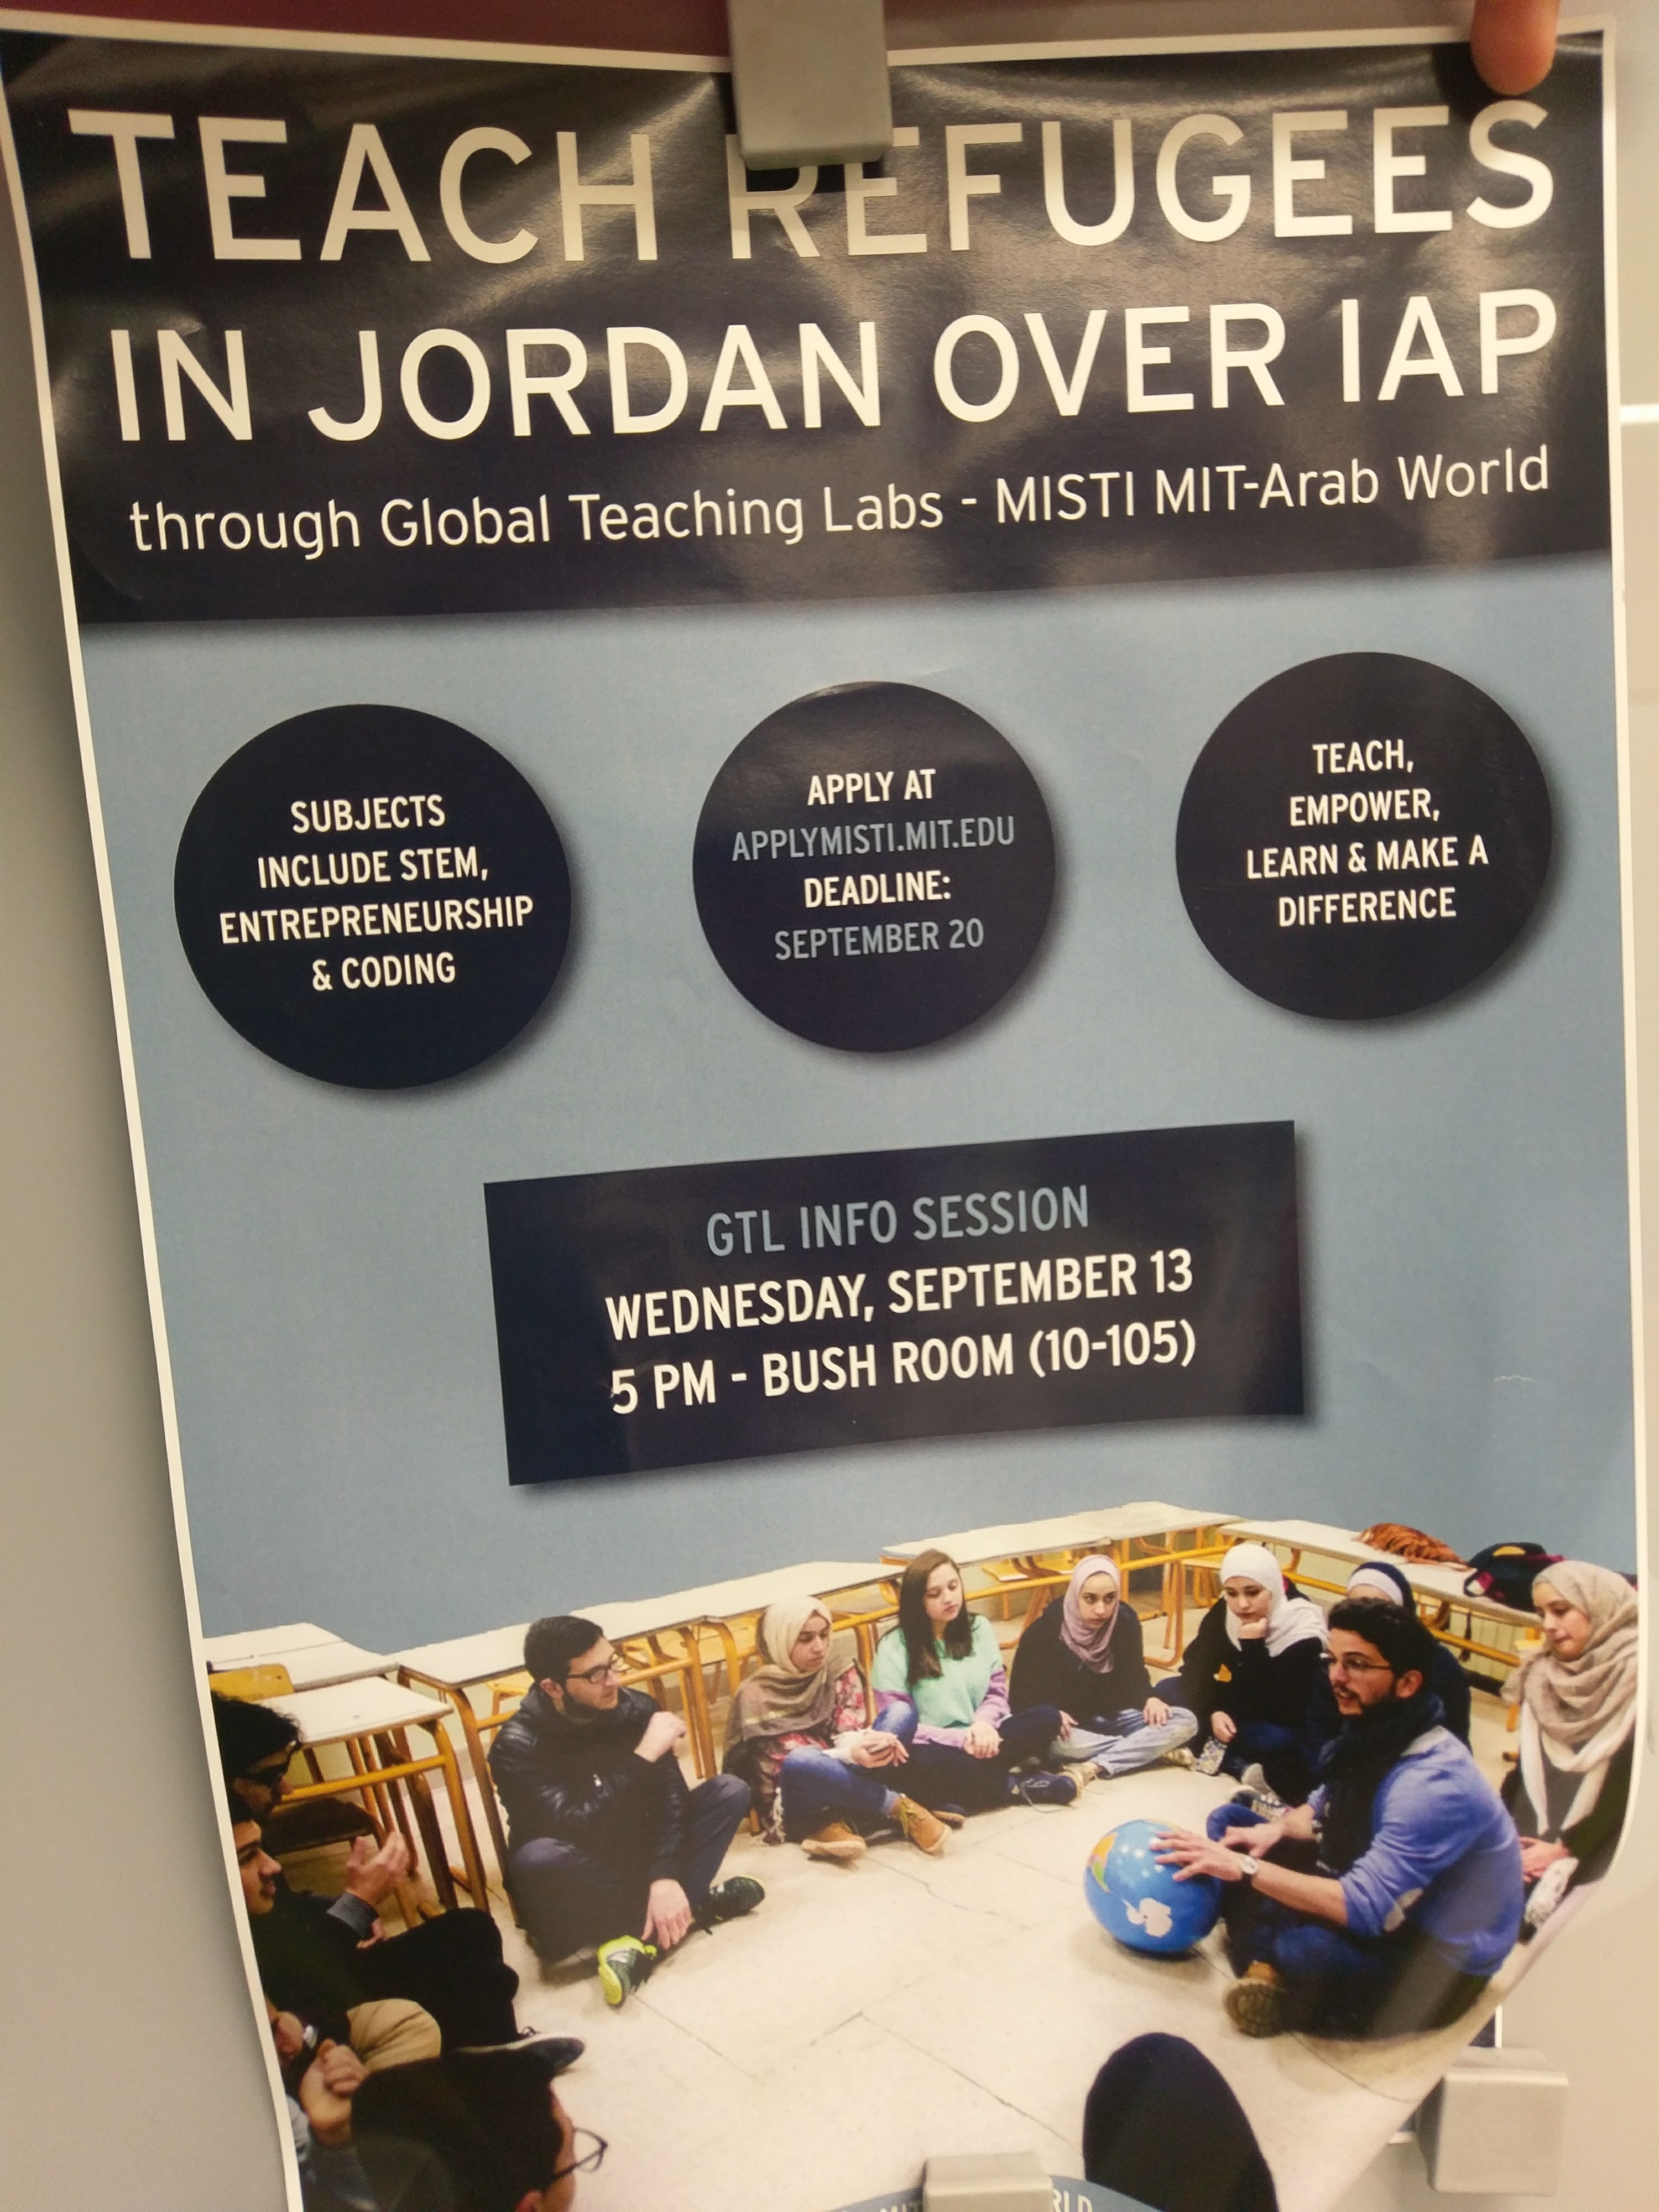 TEACH REFUGEES
IN JORDAN OVER IAP
through Global Teaching Labs - MISTI MIT-Arab World
SUBJECTS
INCLUDE STEM,
ENTREPRENEURSHIP
& CODING
APPLY AT
APPLYMISTI.MIT.EDU
DEADLINE:
SEPTEMBER 20
TEACH,
EMPOWER,
LEARN & MAKE A
DIFFERENCE
GTL INFO SESSION
WEDNESDAY, SEPTEMBER 13
5 PM - BUSH ROOM (10-105)